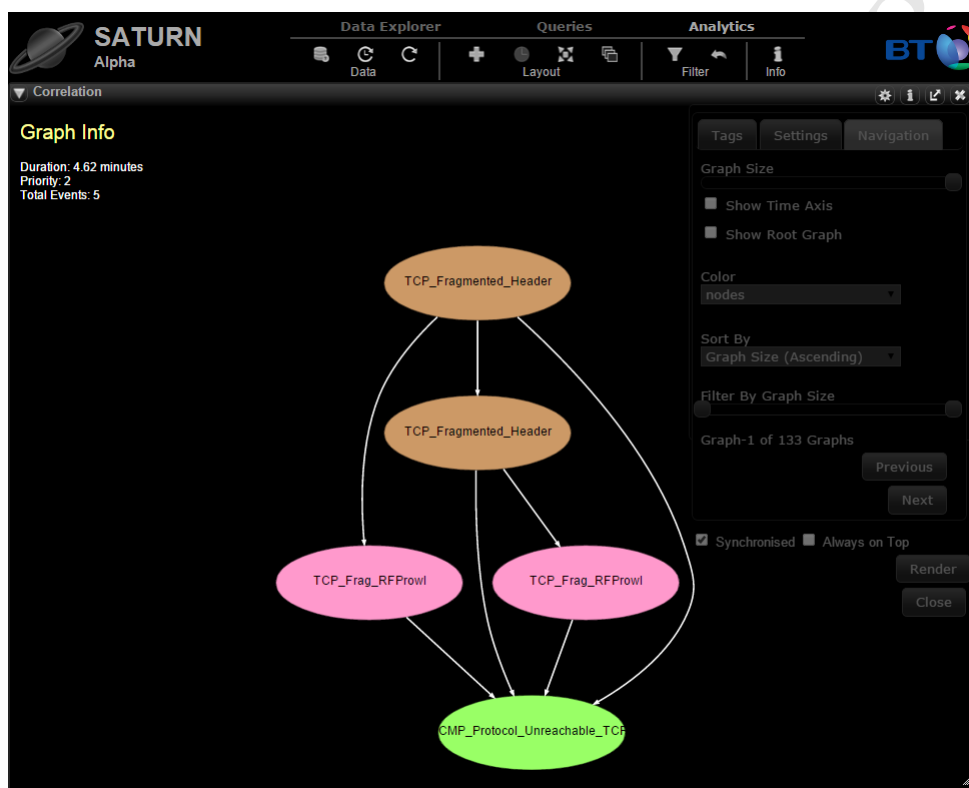 SATURN
Alpha
Data Explorer
Queries
Analytics
Data
Layout
Filter
Info
BT
Correlation
Graph Info
Duration: 4.62 minutes
Priority: 2
Total Events: 5
Tags
Settings
Navigation
Graph Size
Show Time Axis
Show Root Graph
Color
nodes
Sort By
Graph Size (Ascending)
Filter By Graph Size
Graph-1 of 133 Graphs
Previous
Next
Synchronised
Always on Top
Render
Close
TCP_Fragmented_Header
TCP_Fragmented_Header
TCP_Frag_RFProwl
TCP_Frag_RFProwl
CMP_Protocol_Unreachable_TCP